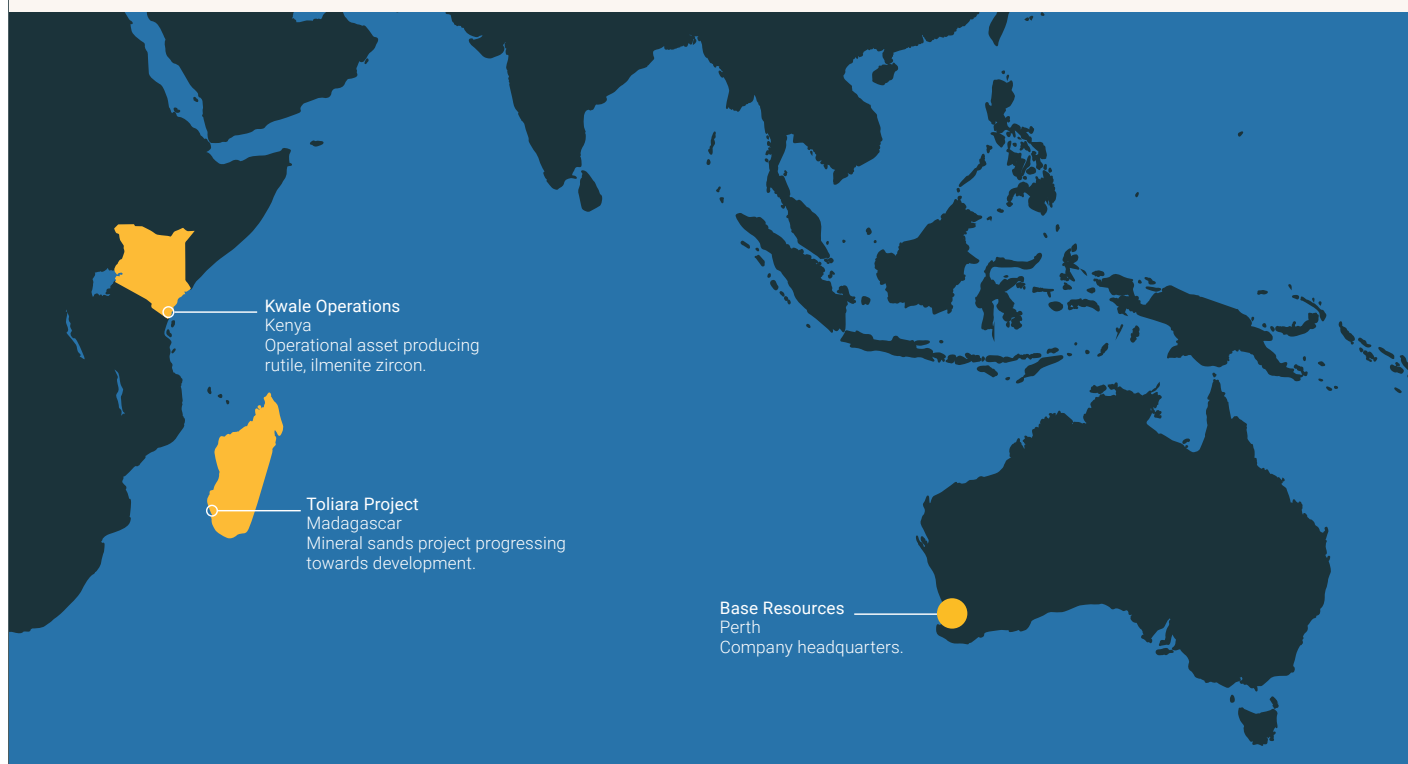 Kwale Operations
Kenya
Operational asset producing
rutile, ilmenite zircon.
Toliara Project
Madagascar
Mineral sands project progressing
towards development.
Base Resources
Perth
Company headquarters.